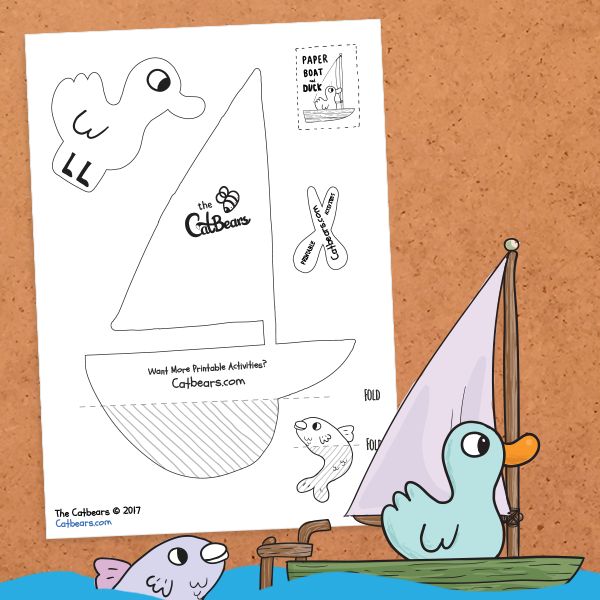 PAPER
BOAT
and
DUCK
the
CatBears
PRINTABLE
Catbears.com
ACTIVITIES
Want More Printable Activities?
Catbears.com
FOLD
FOLD
The Catbears © 2017
Catbears.com